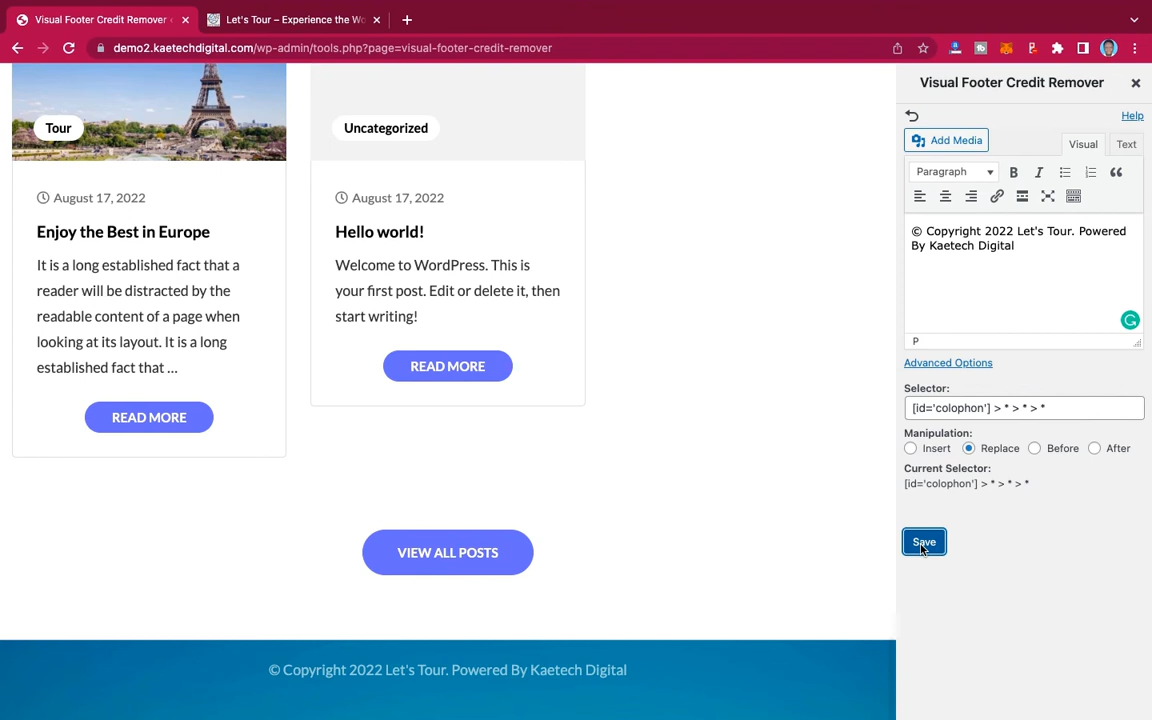 Visual Footer Credit Remover
Let's Tour – Experience the Wo
demo2.kaetechdigital.com/wp-admin/tools.php?page=visual-footer-credit-remover
Visual Footer Credit Remover
Help
Add Media
Visual
Text
Paragraph
B
I
© Copyright 2022 Let's Tour. Powered
By Kaetech Digital
P
Advanced Options
Selector:
[id='colophon'] > * > * > *
Manipulation:
Insert
Replace
Before
After
Current Selector:
[id='colophon'] > * > * > *
Save
Tour
August 17, 2022
Enjoy the Best in Europe
It is a long established fact that a
reader will be distracted by the
readable content of a page when
looking at its layout. It is a long
established fact that ...
READ MORE
Uncategorized
August 17, 2022
Hello world!
Welcome to WordPress. This is
your first post. Edit or delete it, then
start writing!
READ MORE
VIEW ALL POSTS
© Copyright 2022 Let's Tour. Powered By Kaetech Digital